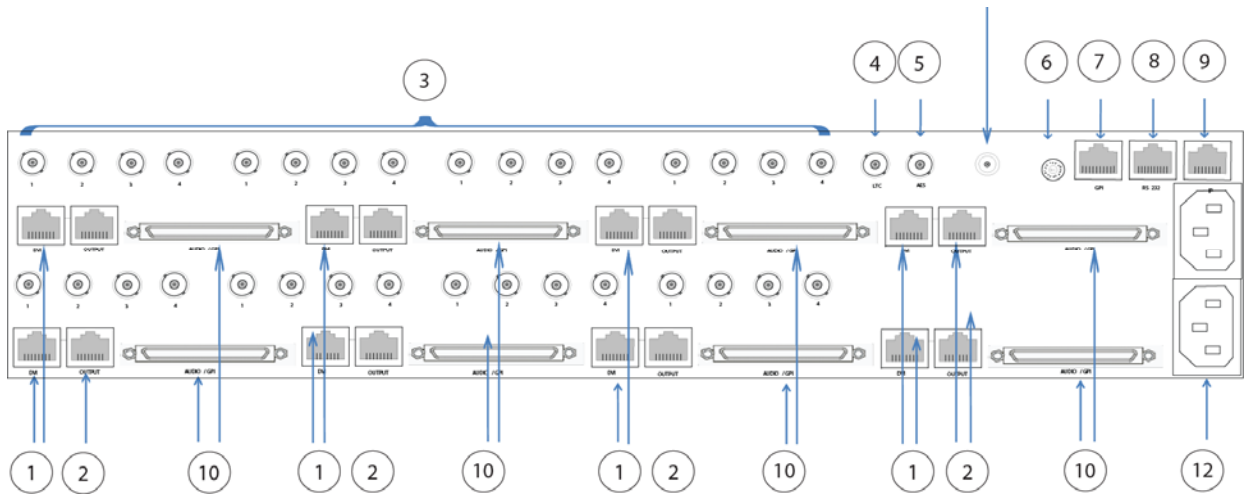 3
4 5 6 7 8 9
1 2 3 4 1 2 3 4 1 2 3 4 1 2 3 4 LTC AES GPI RS 232
DVI OUTPUT AUDIO /GPI DVI OUTPUT AUDIO /GPI DVI OUTPUT AUDIO /GPI OUTPUT
1 2 3 4 1 2 3 4 1 2 3 4 1 2 3 4
DVI OUTPUT AUDIO /GPI DVI OUTPUT AUDIO /GPI DVI OUTPUT AUDIO /GPI DVI OUTPUT AUDIO /GPI
1 2 10 1 2 10 1 2 10 1 2 10 12